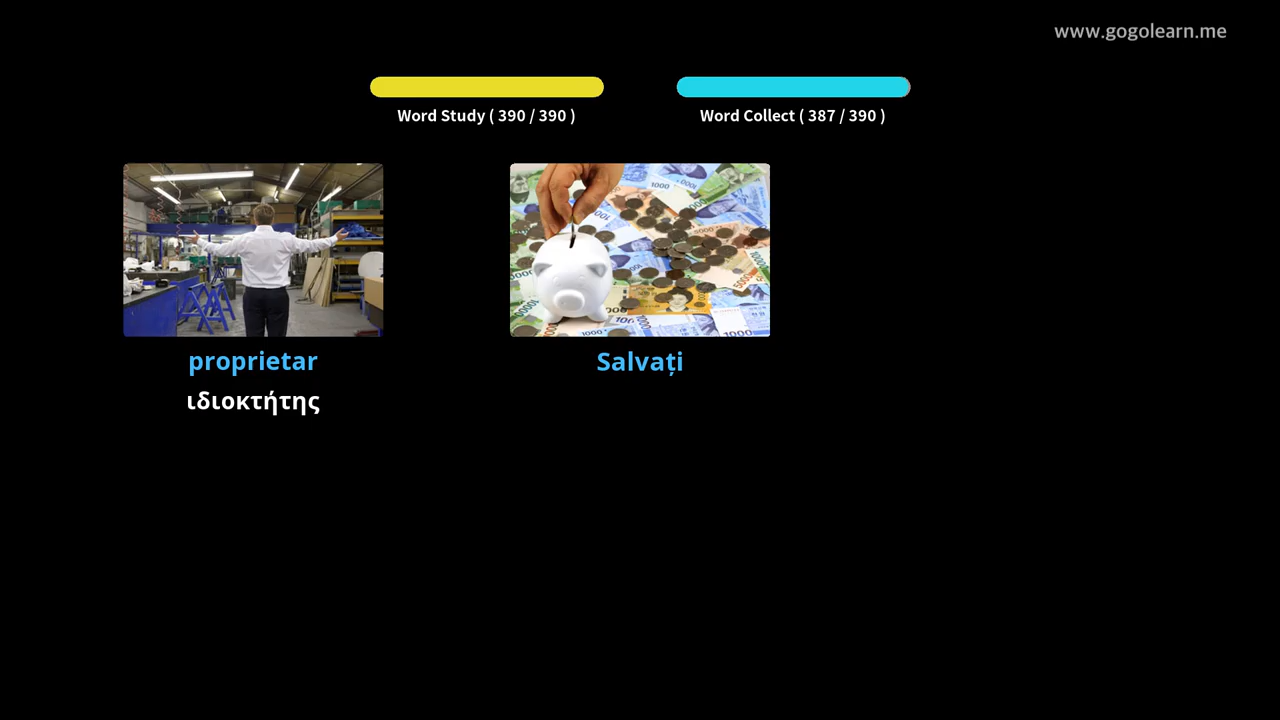 www.gogolearn.me
Word Study ( 390 / 390 )
Word Collect ( 387 / 390 )
proprietar
ιδιοκτήτης
Salvați